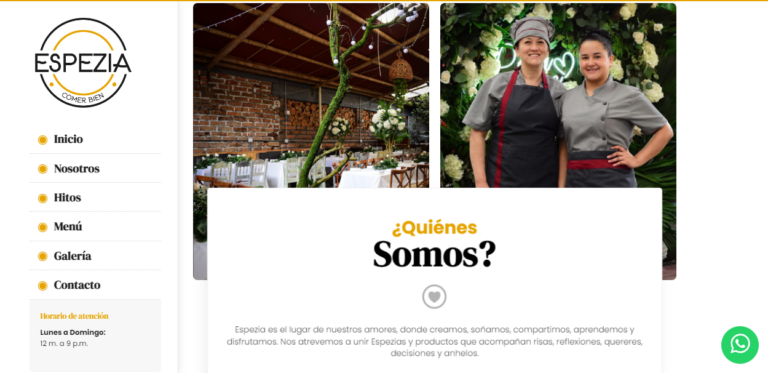 ESPEZIA
COMER BIEN
Inicio
Nosotros
Hitos
Menú
Galería
Contacto
Horario de atención
Lunes a Domingo:
12 m. a 9 p.m.
¿Quiénes
Somos?
Espezia es el lugar de nuestros amores, donde creamos, soñamos, compartimos, aprendemos y
disfrutamos. Nos atrevemos a unir Espezias y productos que acompañan risas, reflexiones, quereres,
decisiones y anhelos.